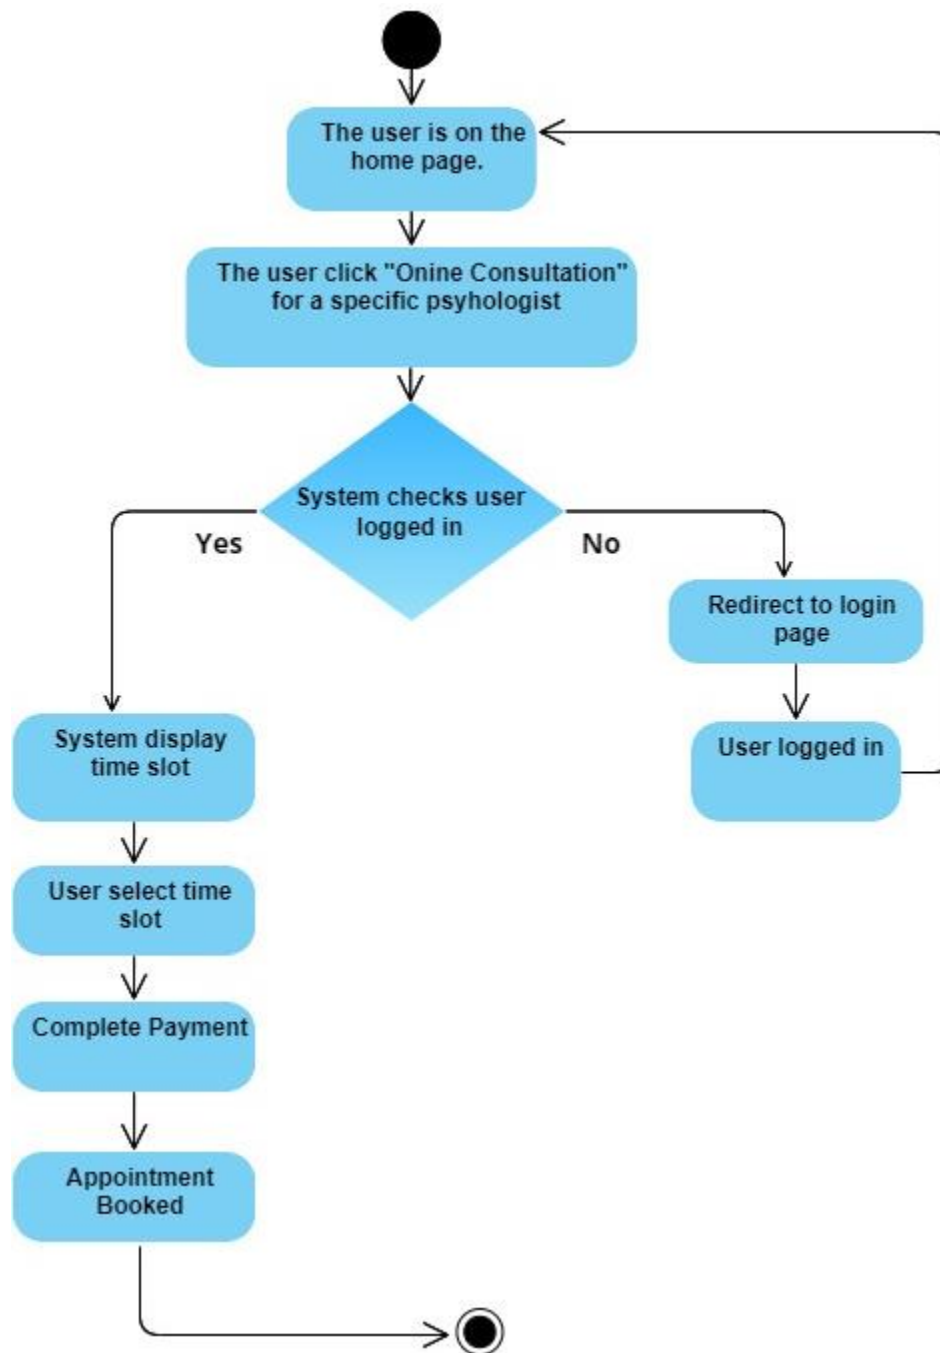 The user is on the
home page.
The user click "Onine Consultation"
for a specific psyhologist
System checks user
logged in
Yes
No
Redirect to login
page
User logged in
System display
time slot
User select time
slot
Complete Payment
Appointment
Booked